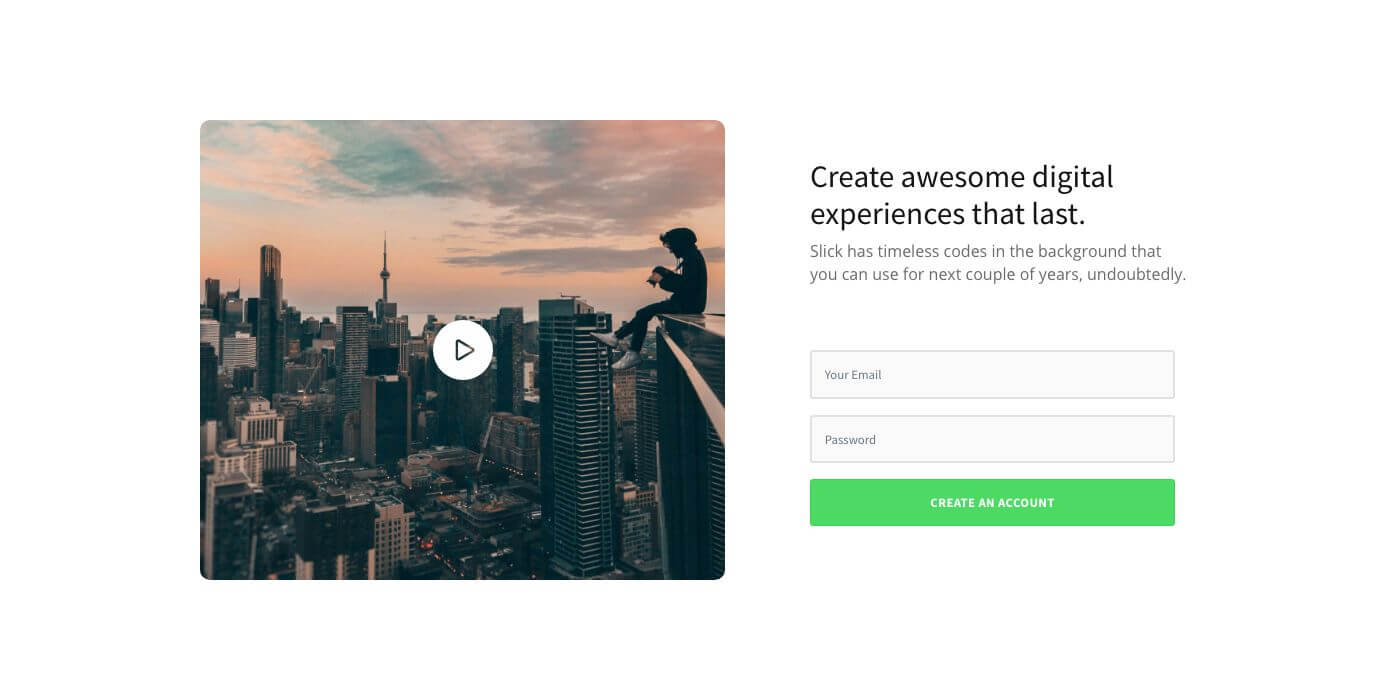 Create awesome digital
experiences that last.
Slick has timeless codes in the background that
you can use for next couple of years, undoubtedly.
Your Email
Password
CREATE AN ACCOUNT